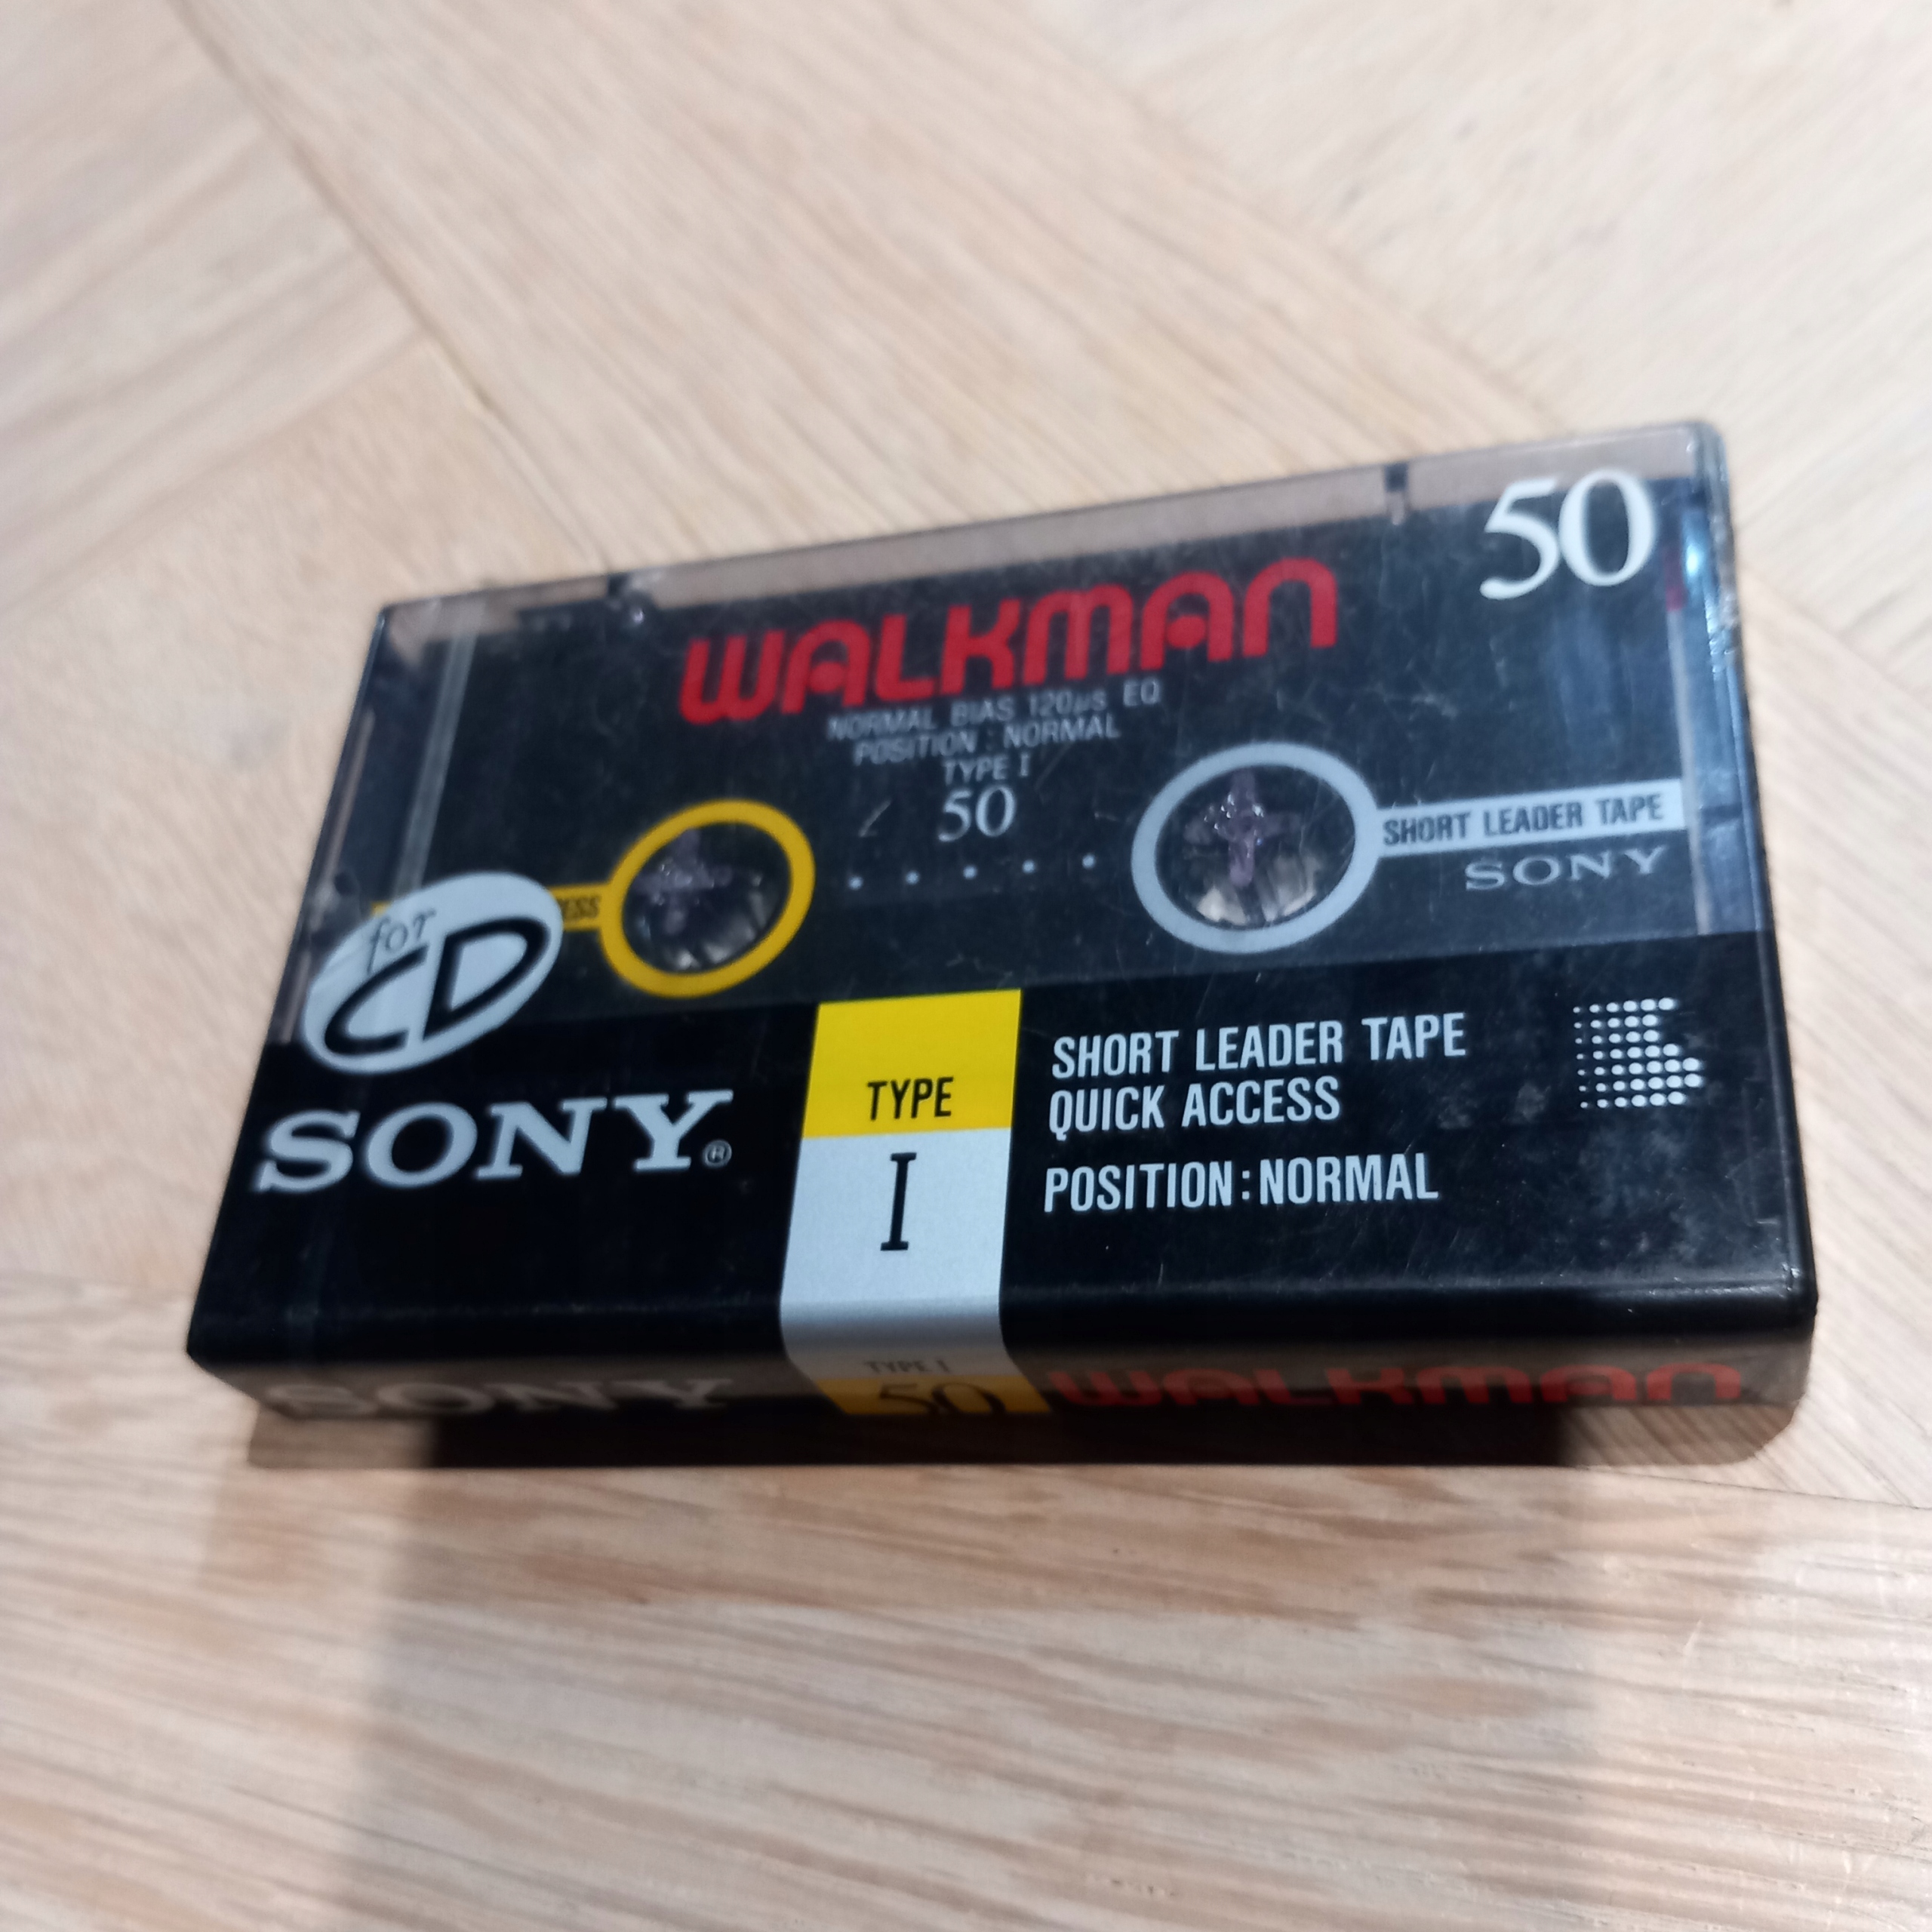 50
WALKMAN
NORMAL BIAS 120µs EQ
POSITION : NORMAL
TYPE I
50
SHORT LEADER TAPE
SONY
ESS
for
CD
SONY®
TYPE
I
SHORT LEADER TAPE
QUICK ACCESS
POSITION:NORMAL
SONY
TYPE I
50
WALKMAN